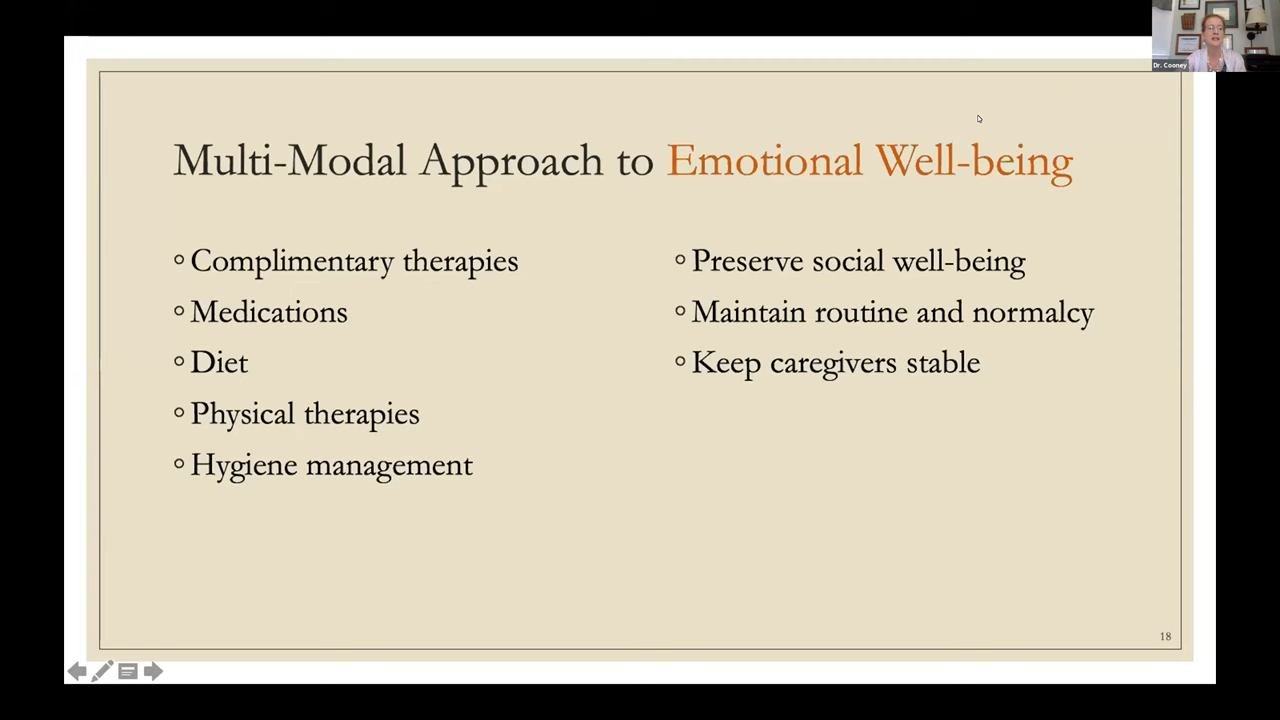 Dr. Cooney
Multi-Modal Approach to Emotional Well-being
Complimentary therapies
Medications
Diet
Physical therapies
Hygiene management
Preserve social well-being
Maintain routine and normalcy
Keep caregivers stable
18